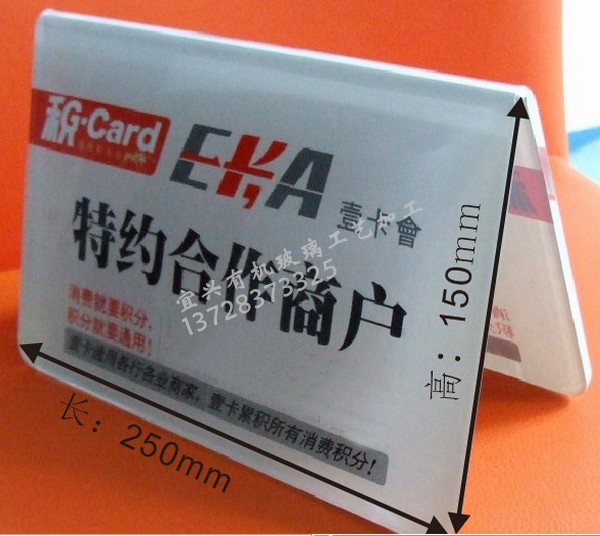 积G·Card
EKA
壹卡會
特约合作商户
消费就要积分，
积分就要通用！
壹卡通用各行各业商家，壹卡累积所有消费积分！
宜兴有机玻璃工艺加工
13728373325
长：250mm
高：150mm